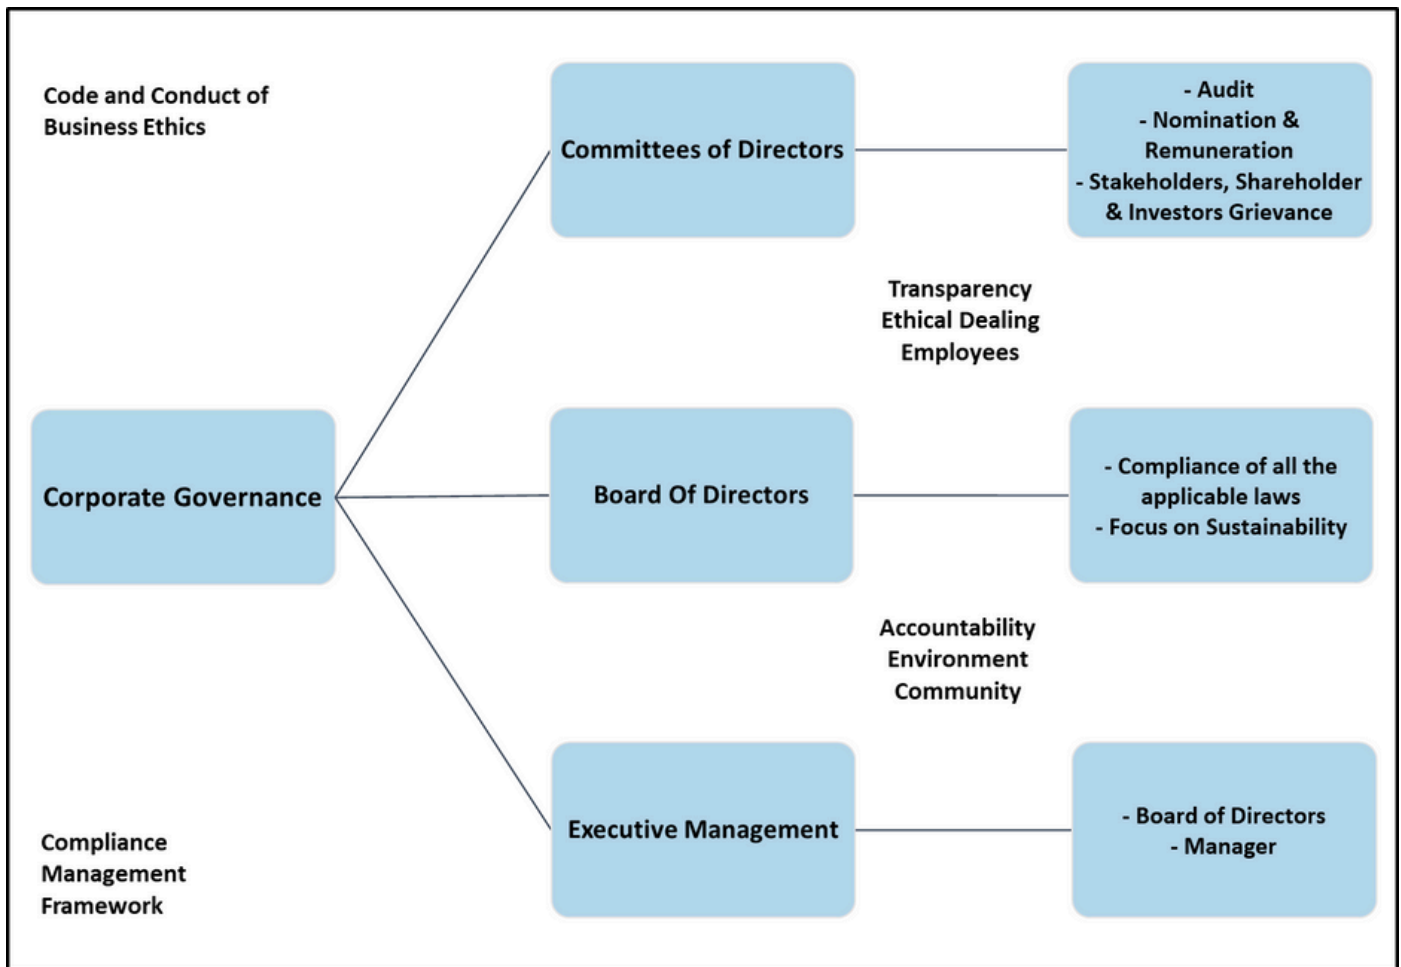 Code and Conduct of
Business Ethics
Committees of Directors
- Audit
- Nomination &
Remuneration
- Stakeholders, Shareholder
& Investors Grievance
Transparency
Ethical Dealing
Employees
Corporate Governance
Board Of Directors
- Compliance of all the
applicable laws
- Focus on Sustainability
Accountability
Environment
Community
Executive Management
- Board of Directors
- Manager
Compliance
Management
Framework